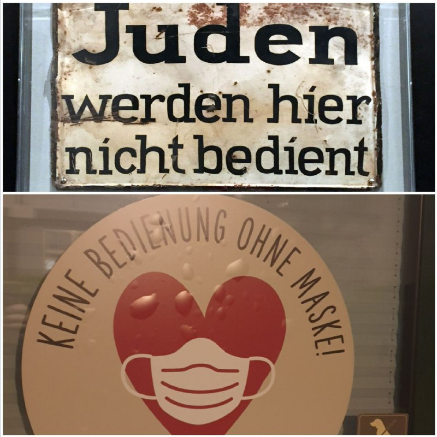 Juden
werden hier
nicht bedient
KEINE BEDIENUNG OHNE MASKE!